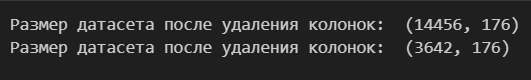 Размер датасета после удаления колонок:  (14456, 176)
Размер датасета после удаления колонок:  (3642, 176)